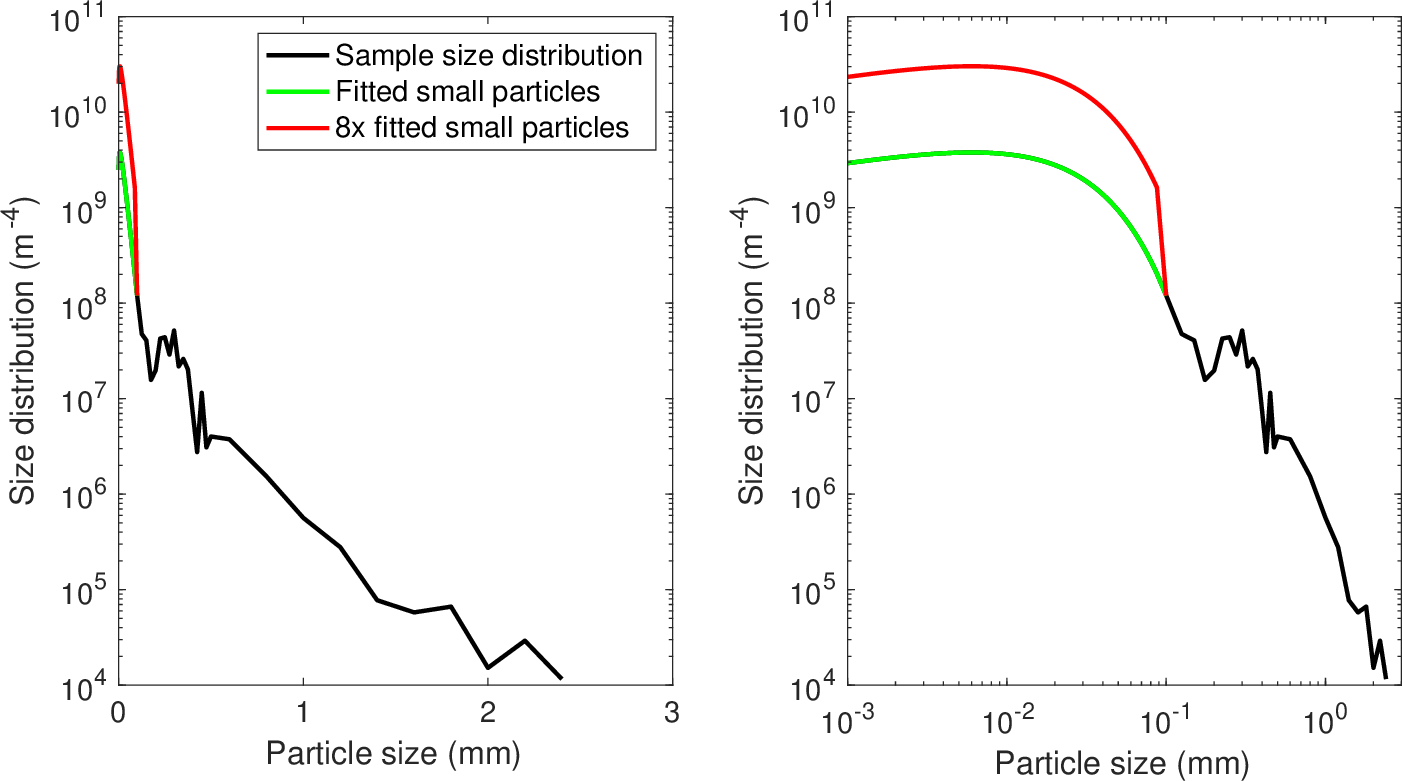 Sample size distribution
Fitted small particles
8x fitted small particles
Size distribution (m^-4)
10^11
10^10
10^9
10^8
10^7
10^6
10^5
10^4
0 1 2 3
Particle size (mm)
Size distribution (m^-4)
10^11
10^10
10^9
10^8
10^7
10^6
10^5
10^4
10^-3 10^-2 10^-1 10^0
Particle size (mm)